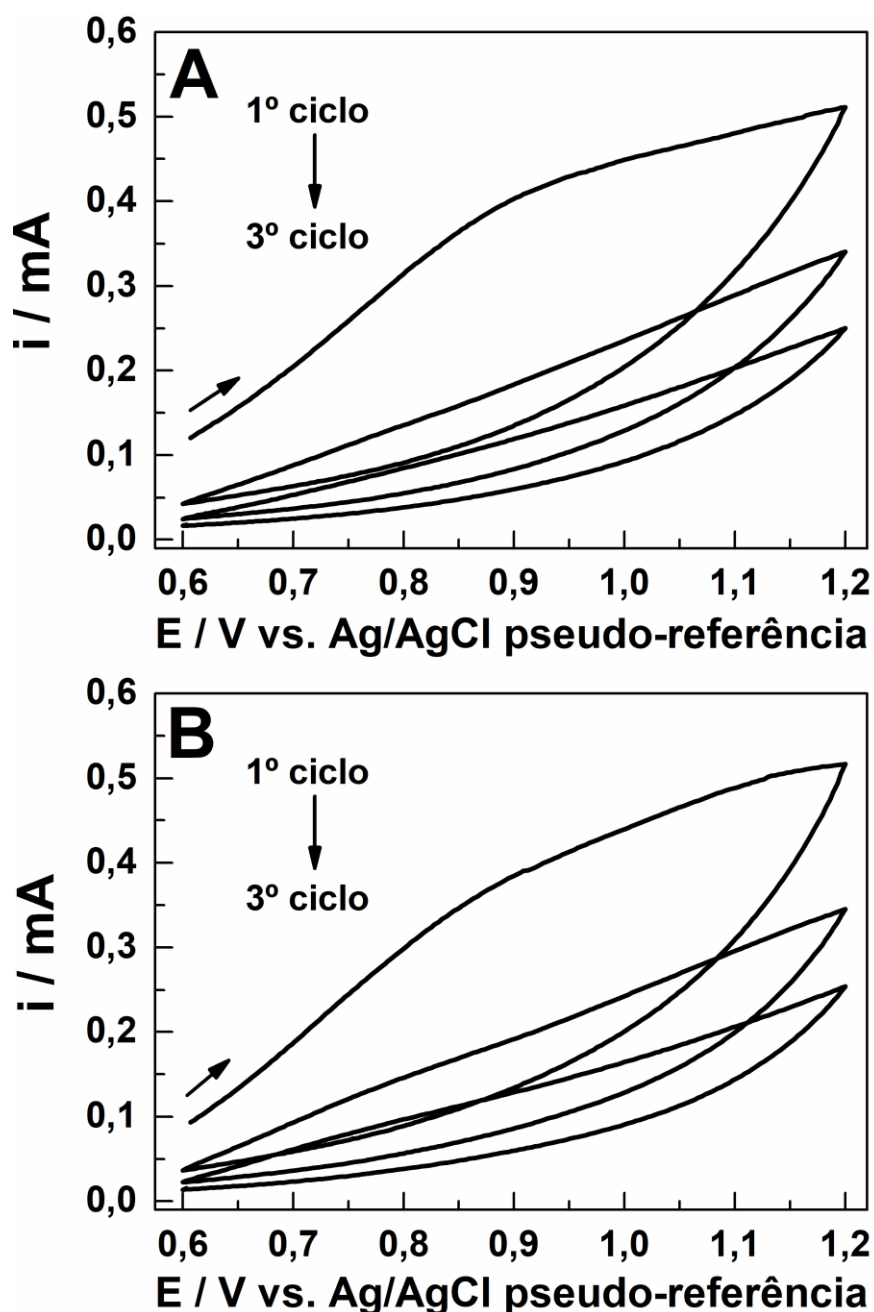 A
1º ciclo
3º ciclo
i / mA
0,6
0,5
0,4
0,3
0,2
0,1
0,0
0,6 0,7 0,8 0,9 1,0 1,1 1,2
E / V vs. Ag/AgCl pseudo-referência
B
1º ciclo
3º ciclo
i / mA
0,6
0,5
0,4
0,3
0,2
0,1
0,0
0,6 0,7 0,8 0,9 1,0 1,1 1,2
E / V vs. Ag/AgCl pseudo-referência